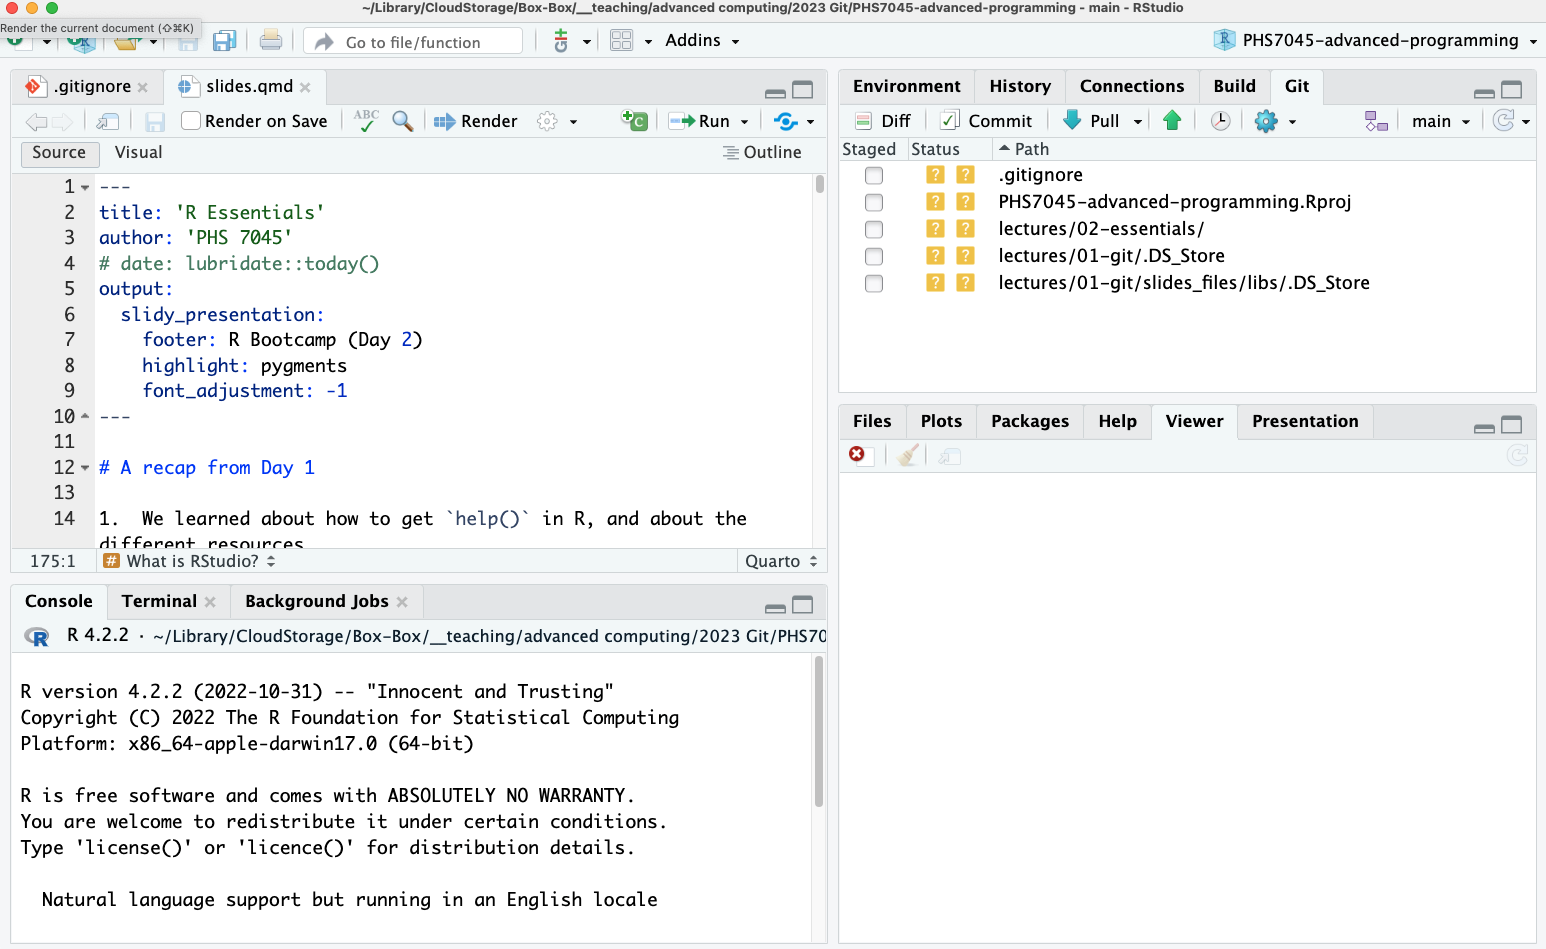 ~/Library/CloudStorage/Box-Box/__teaching/advanced computing/2023 Git/PHS7045-advanced-programming - main - RStudio
Render the current document (⇧⌘K)
Go to file/function
Addins
PHS7045-advanced-programming
.gitignore
slides.qmd
Render on Save
ABC
Render
Run
Source
Visual
Outline
1 ---
2 title: 'R Essentials'
3 author: 'PHS 7045'
4 # date: lubridate::today()
5 output:
6 slidy_presentation:
7 footer: R Bootcamp (Day 2)
8 highlight: pygments
9 font_adjustment: -1
10 ---
11
12 # A recap from Day 1
13
14 1. We learned about how to get `help()` in R, and about the
different resources
175:1
# What is RStudio?
Quarto
Console
Terminal
Background Jobs
R 4.2.2 · ~/Library/CloudStorage/Box-Box/__teaching/advanced computing/2023 Git/PHS70
R version 4.2.2 (2022-10-31) -- "Innocent and Trusting"
Copyright (C) 2022 The R Foundation for Statistical Computing
Platform: x86_64-apple-darwin17.0 (64-bit)
R is free software and comes with ABSOLUTELY NO WARRANTY.
You are welcome to redistribute it under certain conditions.
Type 'license()' or 'licence()' for distribution details.
Natural language support but running in an English locale
Environment
History
Connections
Build
Git
Diff
Commit
Pull
main
Staged
Status
Path
? ? .gitignore
? ? PHS7045-advanced-programming.Rproj
? ? lectures/02-essentials/
? ? lectures/01-git/.DS_Store
? ? lectures/01-git/slides_files/libs/.DS_Store
Files
Plots
Packages
Help
Viewer
Presentation